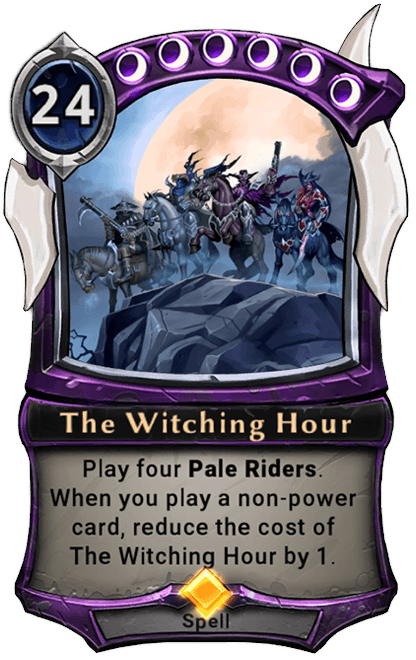 24
The Witching Hour
Play four Pale Riders.
When you play a non-power
card, reduce the cost of
The Witching Hour by 1.
Spell